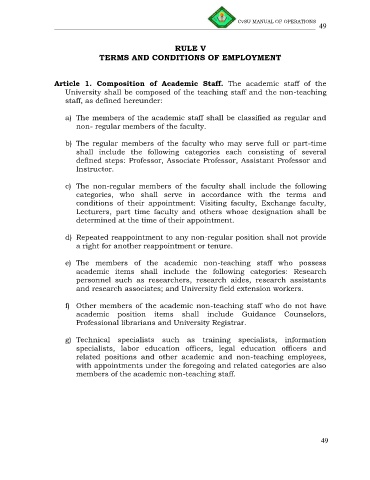 CvSU MANUAL OF OPERATIONS
49
RULE V
TERMS AND CONDITIONS OF EMPLOYMENT
Article 1. Composition of Academic Staff. The academic staff of the
University shall be composed of the teaching staff and the non-teaching
staff, as defined hereunder:
a) The members of the academic staff shall be classified as regular and
non- regular members of the faculty.
b) The regular members of the faculty who may serve full or part-time
shall include the following categories each consisting of several
defined steps: Professor, Associate Professor, Assistant Professor and
Instructor.
c) The non-regular members of the faculty shall include the following
categories, who shall serve in accordance with the terms and
conditions of their appointment: Visiting faculty, Exchange faculty,
Lecturers, part time faculty and others whose designation shall be
determined at the time of their appointment.
d) Repeated reappointment to any non-regular position shall not provide
a right for another reappointment or tenure.
e) The members of the academic non-teaching staff who possess
academic items shall include the following categories: Research
personnel such as researchers, research aides, research assistants
and research associates; and University field extension workers.
f) Other members of the academic non-teaching staff who do not have
academic position items shall include Guidance Counselors,
Professional librarians and University Registrar.
g) Technical specialists such as training specialists, information
specialists, labor education officers, legal education officers and
related positions and other academic and non-teaching employees,
with appointments under the foregoing and related categories are also
members of the academic non-teaching staff.
49